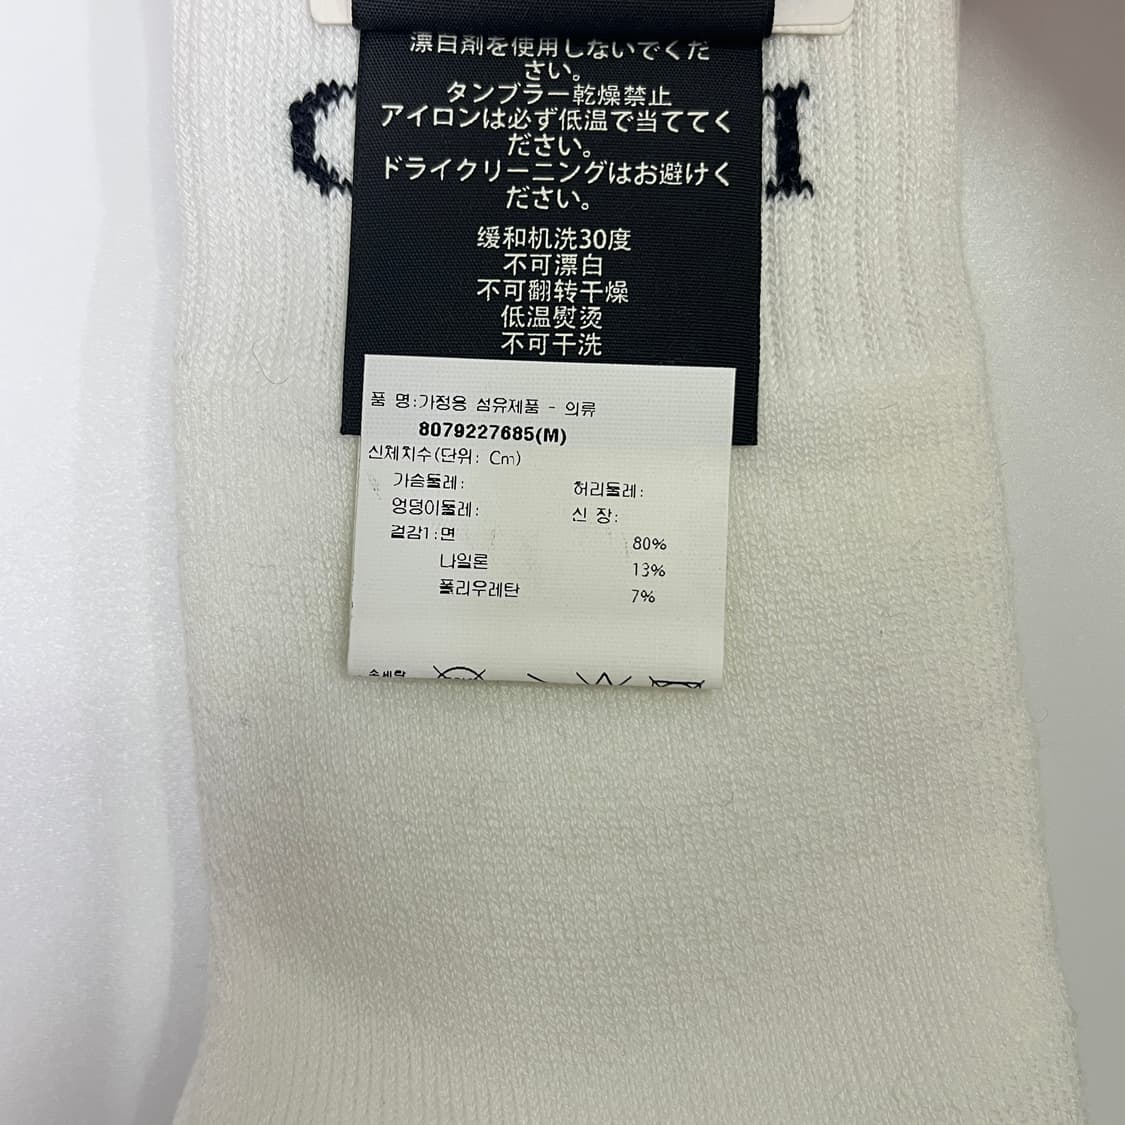 漂白剤を使用しないでくだ
さい。
タンブラー乾燥禁止
アイロンは必ず低温で当ててく
ださい。
ドライクリーニングはお避けく
ださい。
缓和机洗30度
不可漂白
不可翻转干燥
低温熨烫
不可干洗
품 명:가정용 섬유제품 - 의류
8079227685(M)
신체치수(단위: Cm)
가슴둘레: 허리둘레:
엉덩이둘레: 신 장:
겉감1:면 80%
나일론 13%
폴리우레탄 7%